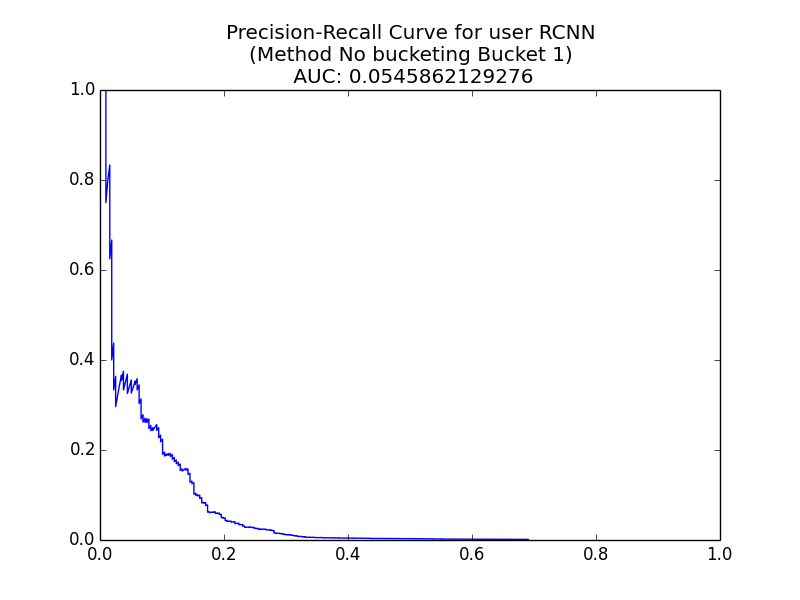 Precision-Recall Curve for user RCNN
(Method No bucketing Bucket 1)
AUC: 0.0545862129276
1.0
0.8
0.6
0.4
0.2
0.0
0.0 0.2 0.4 0.6 0.8 1.0